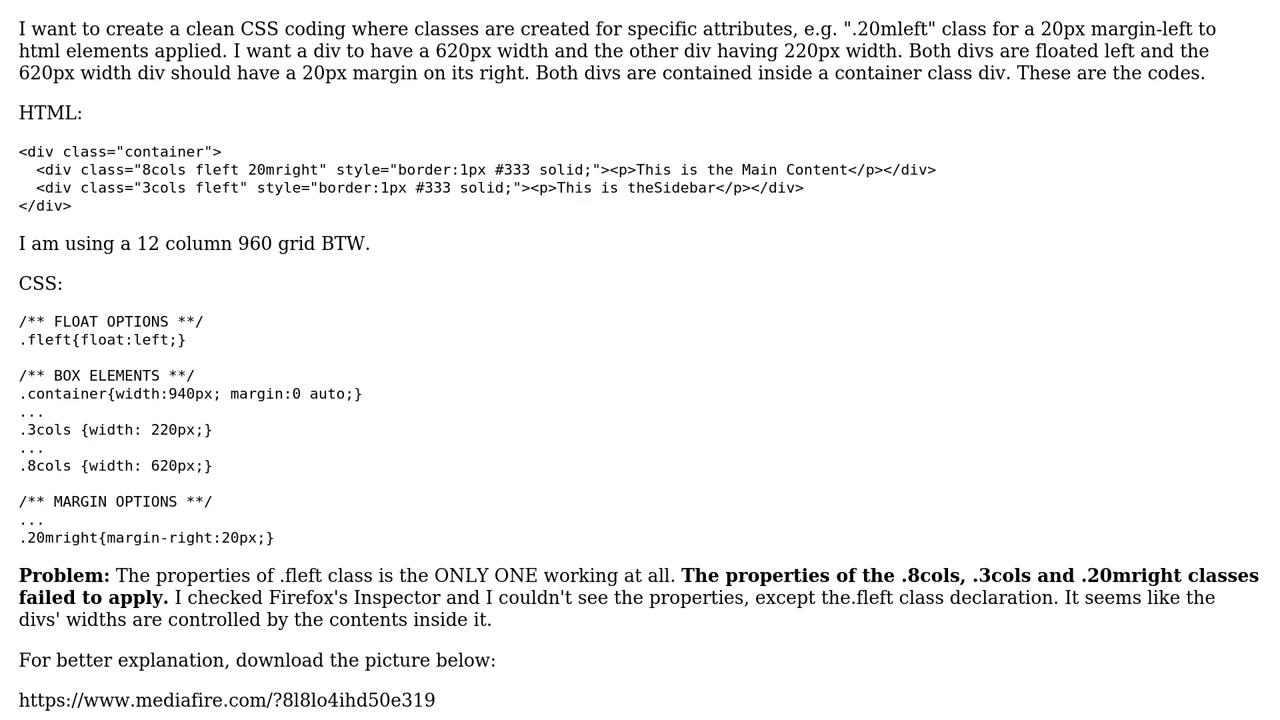 I want to create a clean CSS coding where classes are created for specific attributes, e.g. ".20mleft" class for a 20px margin-left to
html elements applied. I want a div to have a 620px width and the other div having 220px width. Both divs are floated left and the
620px width div should have a 20px margin on its right. Both divs are contained inside a container class div. These are the codes.
HTML:
<div class="container">
  <div class="8cols fleft 20mright" style="border:1px #333 solid;"><p>This is the Main Content</p></div>
  <div class="3cols fleft" style="border:1px #333 solid;"><p>This is theSidebar</p></div>
</div>
I am using a 12 column 960 grid BTW.
CSS:
/** FLOAT OPTIONS **/
.fleft{float:left;}
/** BOX ELEMENTS **/
.container{width:940px; margin:0 auto;}
...
.3cols {width: 220px;}
...
.8cols {width: 620px;}
/** MARGIN OPTIONS **/
...
.20mright{margin-right:20px;}
Problem: The properties of .fleft class is the ONLY ONE working at all. The properties of the .8cols, .3cols and .20mright classes
failed to apply. I checked Firefox's Inspector and I couldn't see the properties, except the.fleft class declaration. It seems like the
divs' widths are controlled by the contents inside it.
For better explanation, download the picture below:
https://www.mediafire.com/?8l8lo4ihd50e319